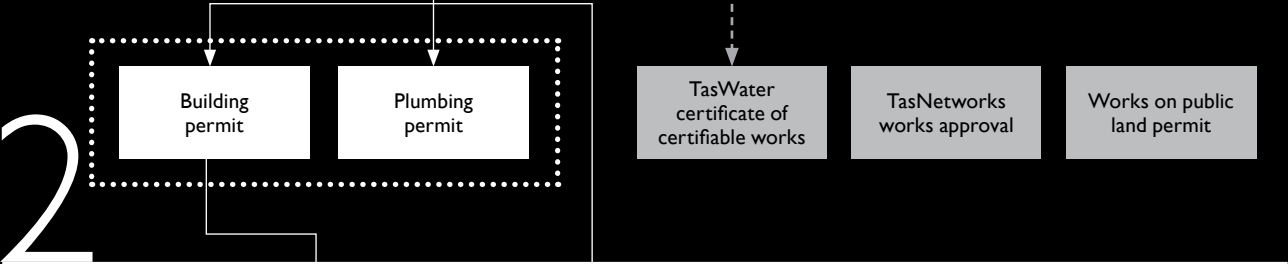 2
Building
permit
Plumbing
permit
TasWater
certificate of
certifiable works
TasNetworks
works approval
Works on public
land permit